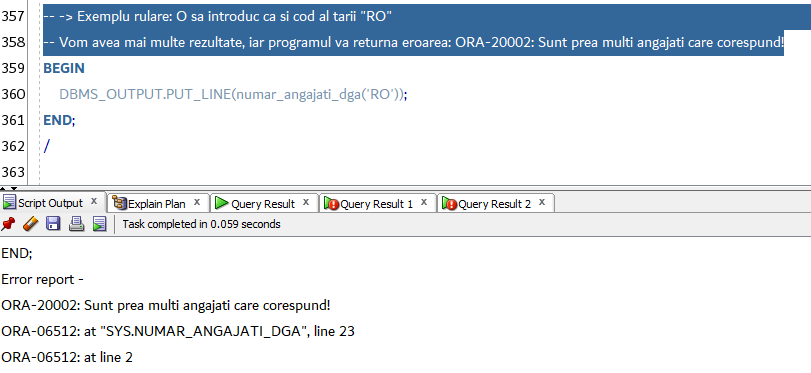 357 -- -> Exemplu rulare: O sa introduc ca si cod al tarii "RO"
358 -- Vom avea mai multe rezultate, iar programul va returna eroarea: ORA-20002: Sunt prea multi angajati care corespund!
359 BEGIN
360 DBMS_OUTPUT.PUT_LINE(numar_angajati_dga('RO'));
361 END;
362 /
363
Script Output x Explain Plan x Query Result x Query Result 1 x Query Result 2 x
Task completed in 0.059 seconds
END;
Error report -
ORA-20002: Sunt prea multi angajati care corespund!
ORA-06512: at "SYS.NUMAR_ANGAJATI_DGA", line 23
ORA-06512: at line 2